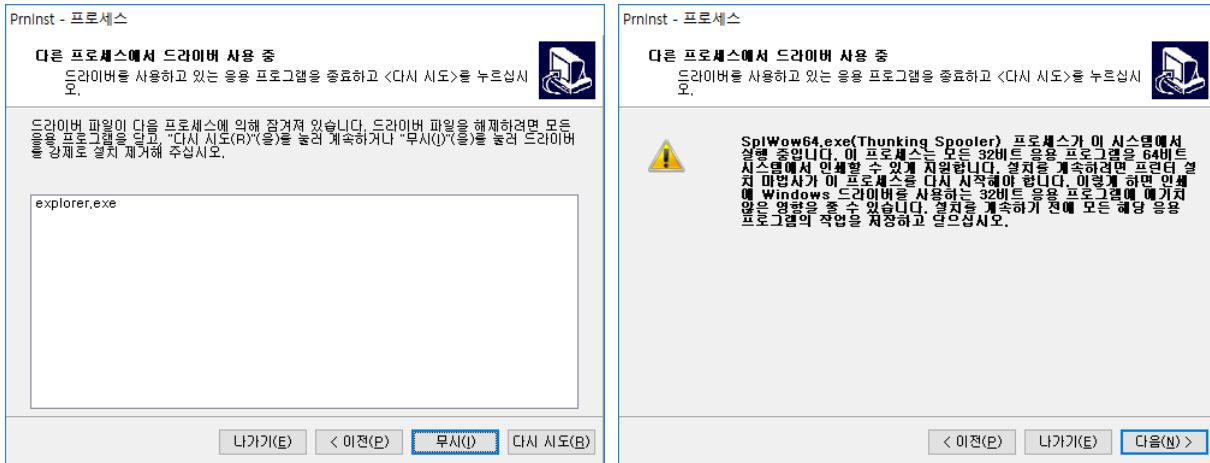 PrnInst - 프로세스
다른 프로세스에서 드라이버 사용 중
드라이버를 사용하고 있는 응용 프로그램을 종료하고 <다시 시도>를 누르십시
오.
드라이버 파일이 다음 프로세스에 의해 잠겨져 있습니다. 드라이버 파일을 해제하려면 모든
응용 프로그램을 닫고, "다시 시도(R)"(을)를 눌러 계속하거나 "무시(I)"(을)를 눌러 드라이버
를 강제로 설치 제거해 주십시오.
explorer.exe
나가기(E)
< 이전(P)
무시(I)
다시 시도(R)
PrnInst - 프로세스
다른 프로세스에서 드라이버 사용 중
드라이버를 사용하고 있는 응용 프로그램을 종료하고 <다시 시도>를 누르십시
오.
SplWow64.exe(Thunking Spooler) 프로세스가 이 시스템에서
실행 중입니다. 이 프로세스는 모든 32비트 응용 프로그램을 64비트
시스템에서 인쇄할 수 있게 지원합니다. 설치를 계속하려면 프린터 설
치 마법사가 이 프로세스를 다시 시작해야 합니다. 이렇게 하면 인쇄
에 Windows 드라이버를 사용하는 32비트 응용 프로그램에 예기치
않은 영향을 줄 수 있습니다. 설치를 계속하기 전에 모든 해당 응용
프로그램의 작업을 저장하고 닫으십시오.
< 이전(P)
나가기(E)
다음(N) >